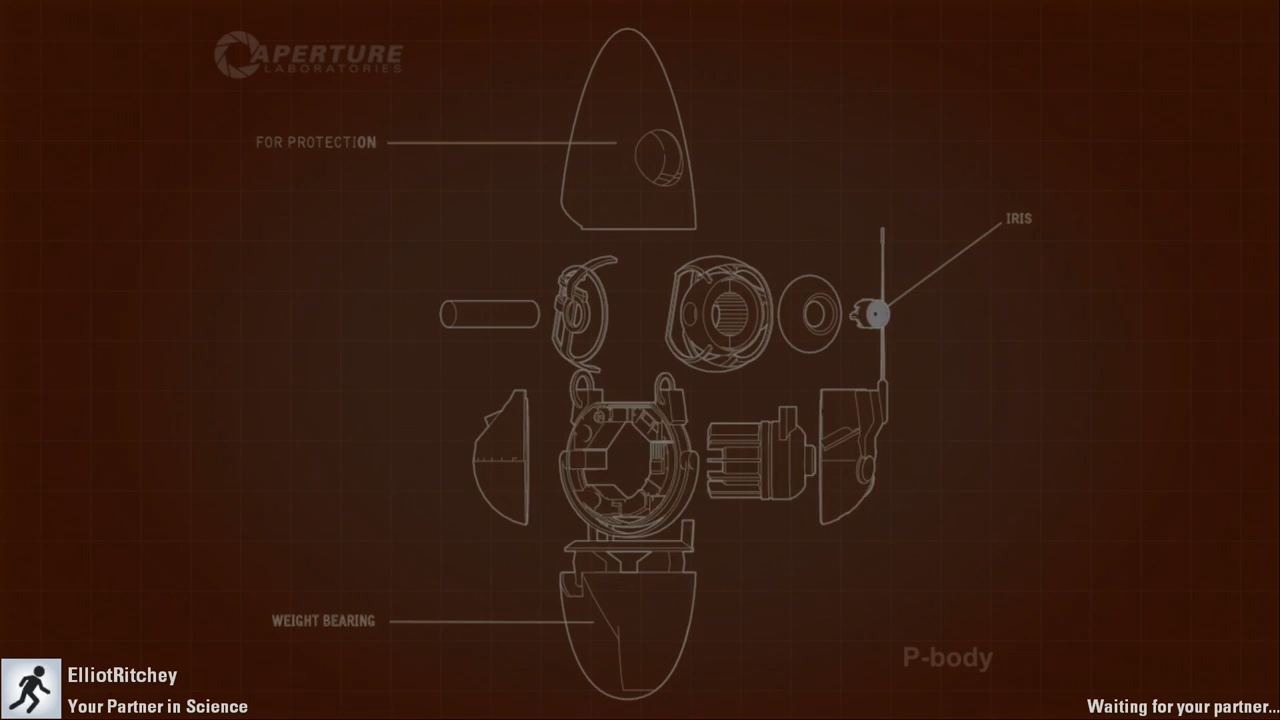 APERTURE
LABORATORIES
FOR PROTECTION
IRIS
WEIGHT BEARING
P-body
ElliotRitchey
Your Partner in Science
Waiting for your partner...